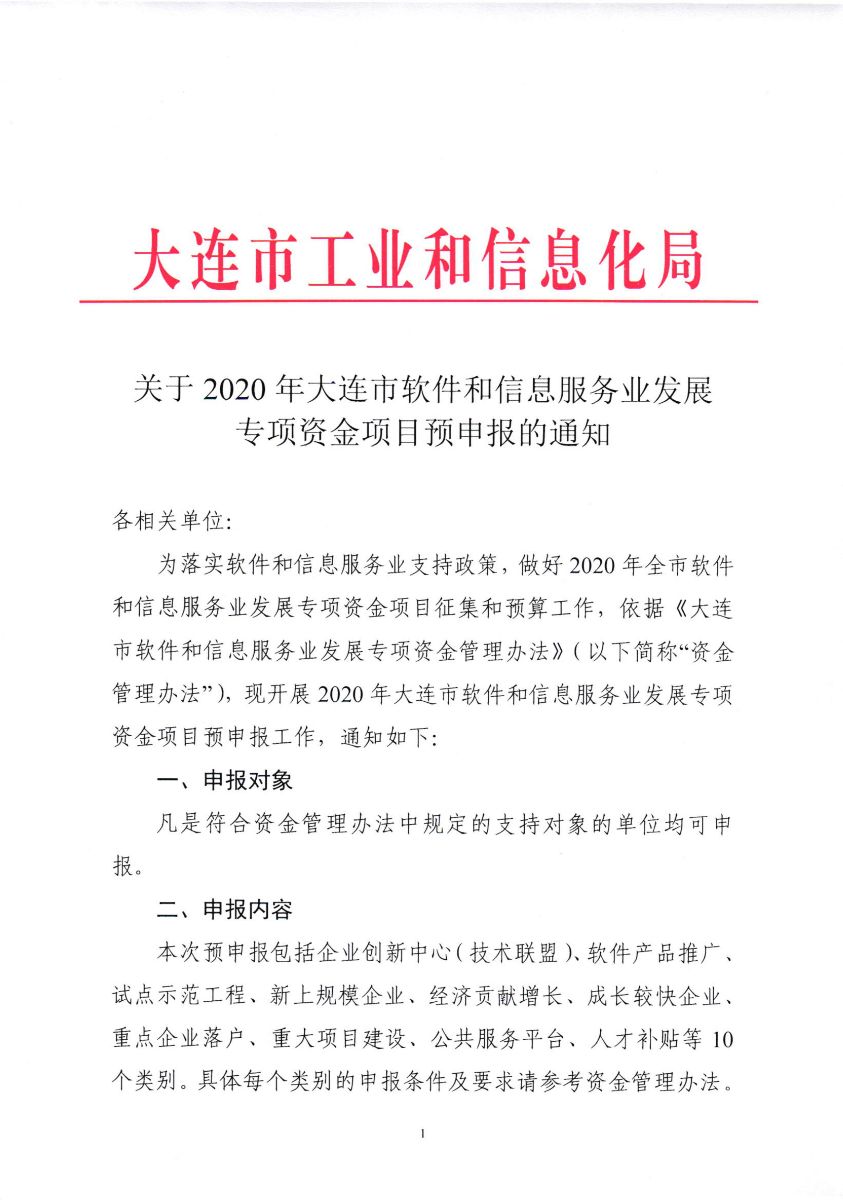 大连市工业和信息化局
关于 2020 年大连市软件和信息服务业发展
专项资金项目预申报的通知
各相关单位：
为落实软件和信息服务业支持政策，做好 2020 年全市软件
和信息服务业发展专项资金项目征集和预算工作，依据《大连
市软件和信息服务业发展专项资金管理办法》（以下简称“资金
管理办法”），现开展 2020 年大连市软件和信息服务业发展专项
资金项目预申报工作，通知如下：
一、申报对象
凡是符合资金管理办法中规定的支持对象的单位均可申
报。
二、申报内容
本次预申报包括企业创新中心（技术联盟）、软件产品推广、
试点示范工程、新上规模企业、经济贡献增长、成长较快企业、
重点企业落户、重大项目建设、公共服务平台、人才补贴等 10
个类别。具体每个类别的申报条件及要求请参考资金管理办法。
1